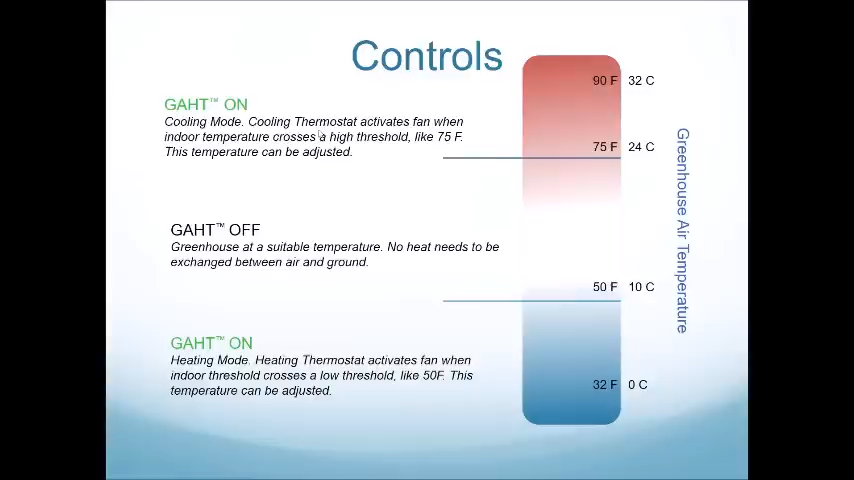 Controls
GAHT™ ON
Cooling Mode. Cooling Thermostat activates fan when
indoor temperature crosses a high threshold, like 75 F.
This temperature can be adjusted.
GAHT™ OFF
Greenhouse at a suitable temperature. No heat needs to be
exchanged between air and ground.
GAHT™ ON
Heating Mode. Heating Thermostat activates fan when
indoor threshold crosses a low threshold, like 50F. This
temperature can be adjusted.
90 F 32 C
75 F 24 C
50 F 10 C
32 F 0 C
Greenhouse Air Temperature